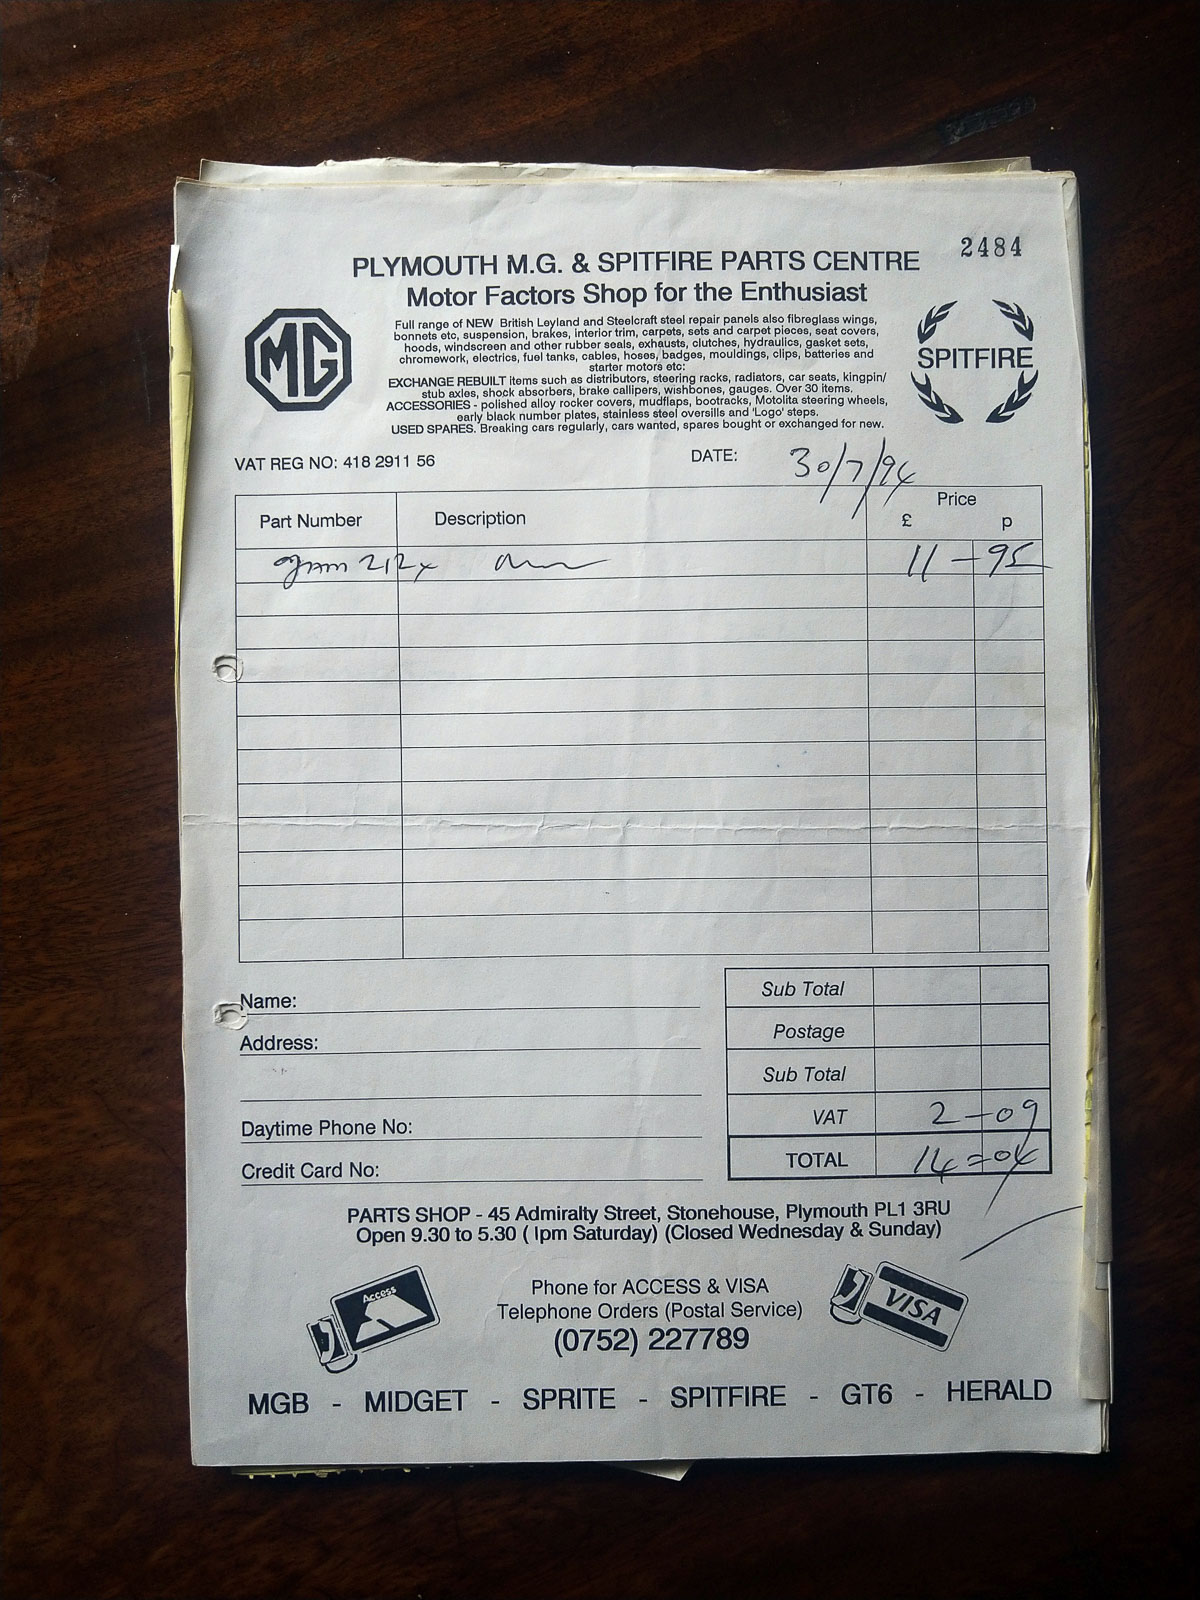 2484
PLYMOUTH M.G. & SPITFIRE PARTS CENTRE
Motor Factors Shop for the Enthusiast
MG
Full range of NEW British Leyland and Steelcraft steel repair panels also fibreglass wings,
bonnets etc, suspension, brakes, interior trim, carpets, sets and carpet pieces, seat covers,
hoods, windscreen and other rubber seals, exhausts, clutches, hydraulics, gasket sets,
chromework, electrics, fuel tanks, cables, hoses, badges, mouldings, clips, batteries and
starter motors etc:
EXCHANGE REBUILT items such as distributors, steering racks, radiators, car seats, kingpin/
stub axles, shock absorbers, brake callipers, wishbones, gauges. Over 30 items.
ACCESSORIES - polished alloy rocker covers, mudflaps, bootracks, Motolita steering wheels,
early black number plates, stainless steel oversills and 'Logo' steps.
USED SPARES. Breaking cars regularly, cars wanted, spares bought or exchanged for new.
SPITFIRE
VAT REG NO: 418 2911 56
DATE: 30/7/94
Part Number Description Price
£ p
11 - 95
Sub Total
Postage
Sub Total
VAT 2-09
TOTAL 14=04
Name:
Address:
Daytime Phone No:
Credit Card No:
PARTS SHOP - 45 Admiralty Street, Stonehouse, Plymouth PL1 3RU
Open 9.30 to 5.30 ( 1pm Saturday) (Closed Wednesday & Sunday)
Access
Phone for ACCESS & VISA
Telephone Orders (Postal Service)
(0752) 227789
VISA
MGB - MIDGET - SPRITE - SPITFIRE - GT6 - HERALD